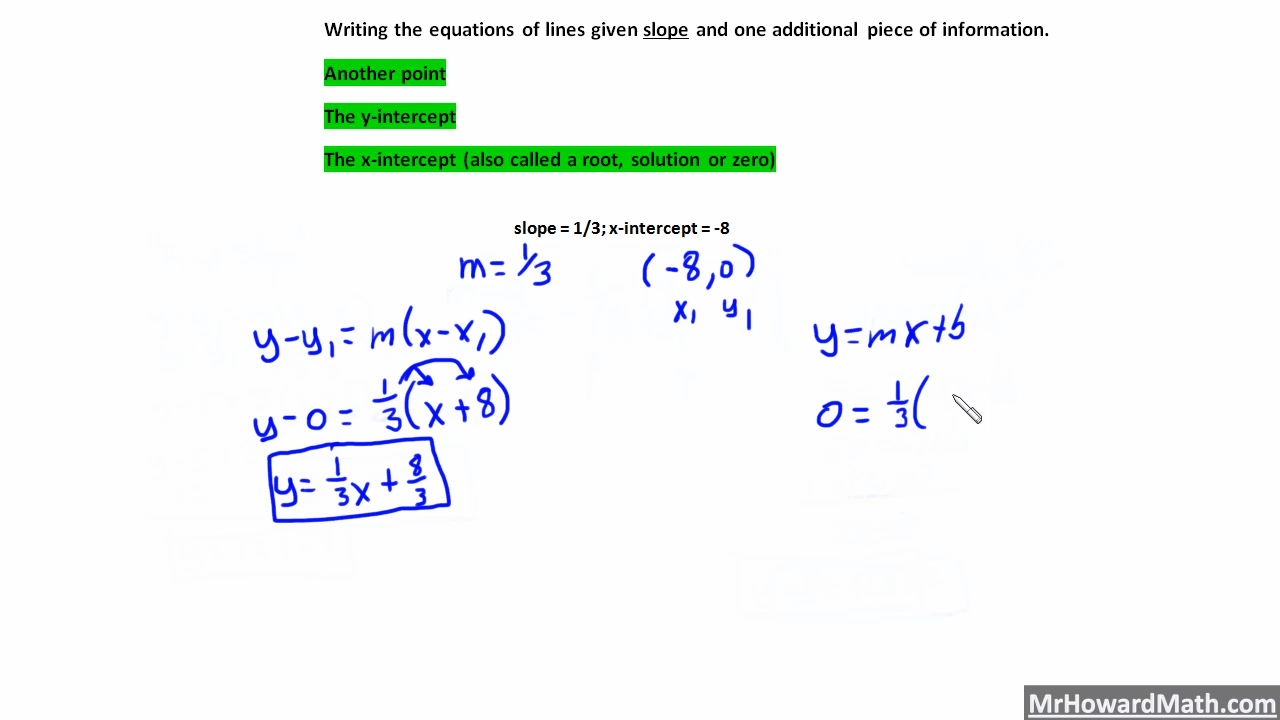 Writing the equations of lines given slope and one additional piece of information.
Another point
The y-intercept
The x-intercept (also called a root, solution or zero)
slope = 1/3; x-intercept = -8
m = 1/3
(-8, 0)
x₁ y₁
y - y₁ = m(x - x₁)
y - 0 = 1/3(x + 8)
y = 1/3x + 8/3
y = mx + b
0 = 1/3(
MrHowardMath.com